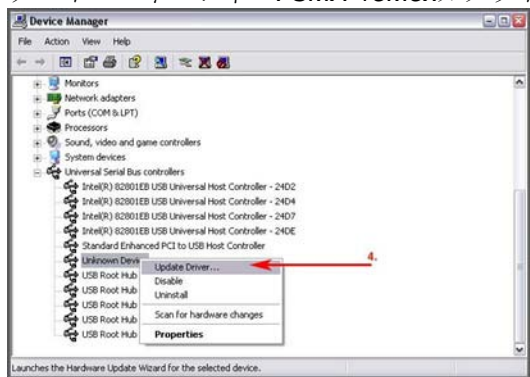 Device Manager
File Action View Help
Monitors
Network adapters
Ports (COM & LPT)
Processors
Sound, video and game controllers
System devices
Universal Serial Bus controllers
Intel(R) 82801EB USB Universal Host Controller - 24D2
Intel(R) 82801EB USB Universal Host Controller - 24D4
Intel(R) 82801EB USB Universal Host Controller - 24D7
Intel(R) 82801EB USB Universal Host Controller - 24DE
Standard Enhanced PCI to USB Host Controller
Unknown Devi
USB Root Hub
USB Root Hub
USB Root Hub
USB Root Hub
USB Root Hub
Update Driver...
4.
Disable
Uninstall
Scan for hardware changes
Properties
Launches the Hardware Update Wizard for the selected device.